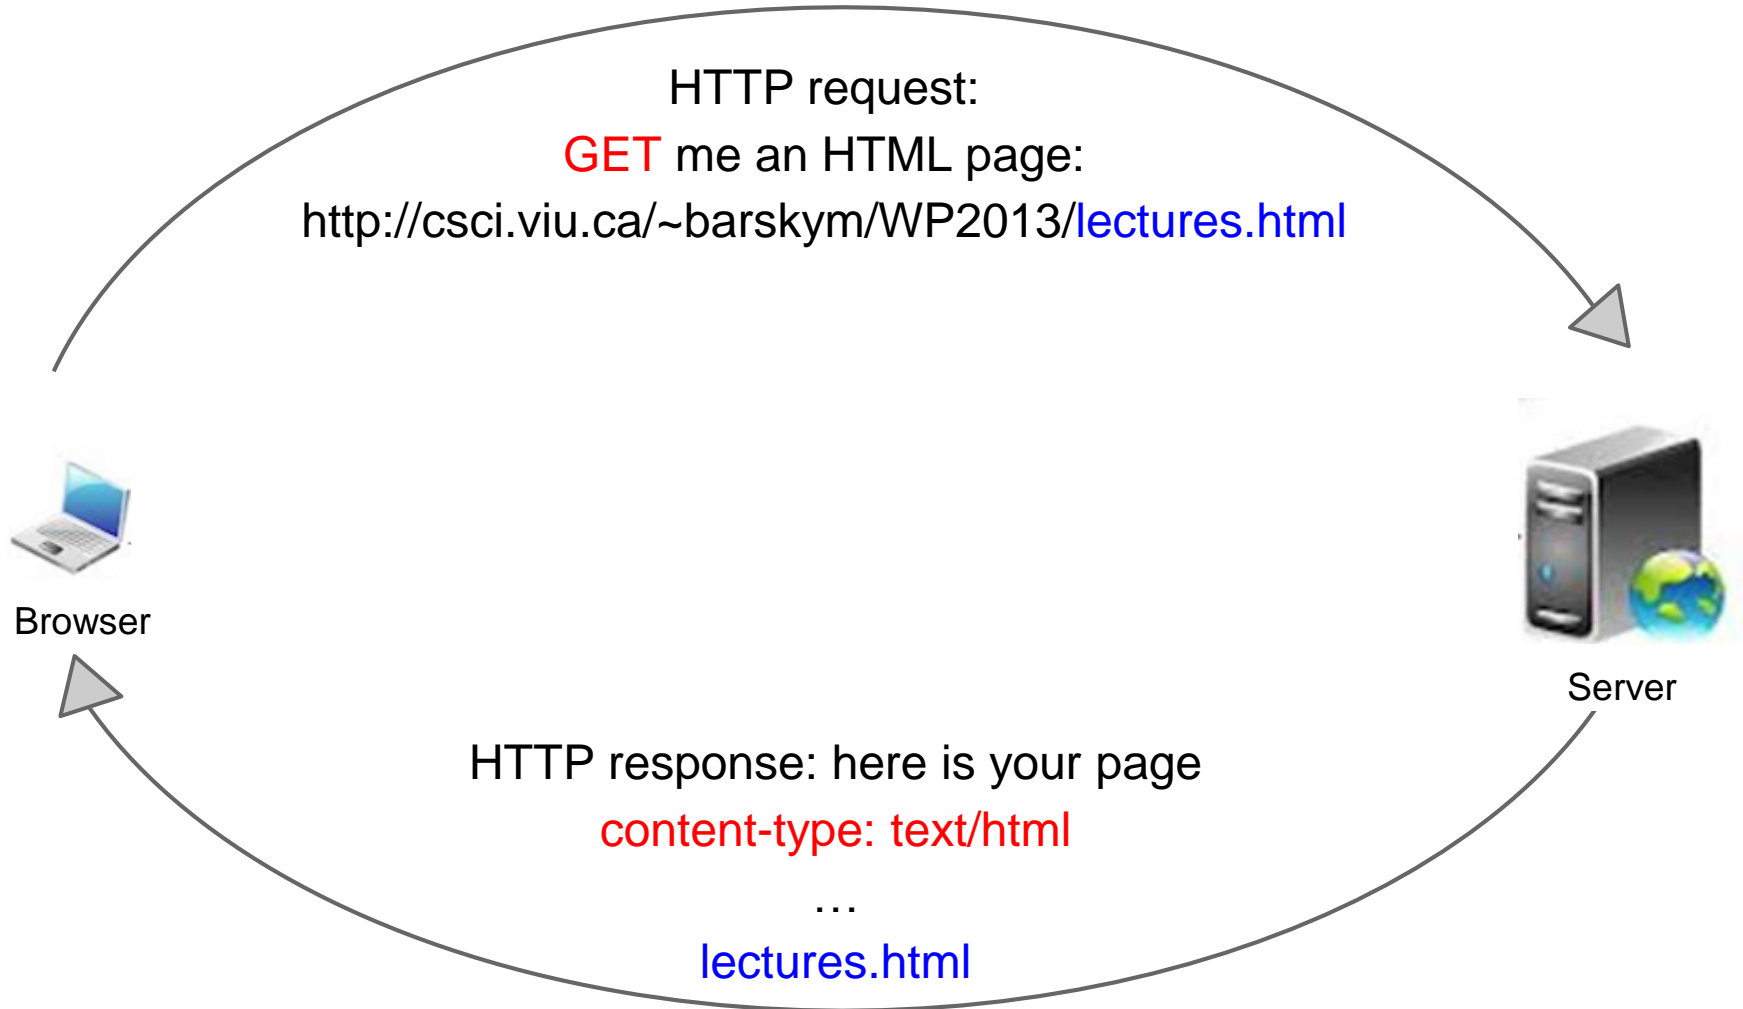 HTTP request:
GET me an HTML page:
http://csci.viu.ca/~barskym/WP2013/lectures.html
Browser
Server
HTTP response: here is your page
content-type: text/html
…
lectures.html